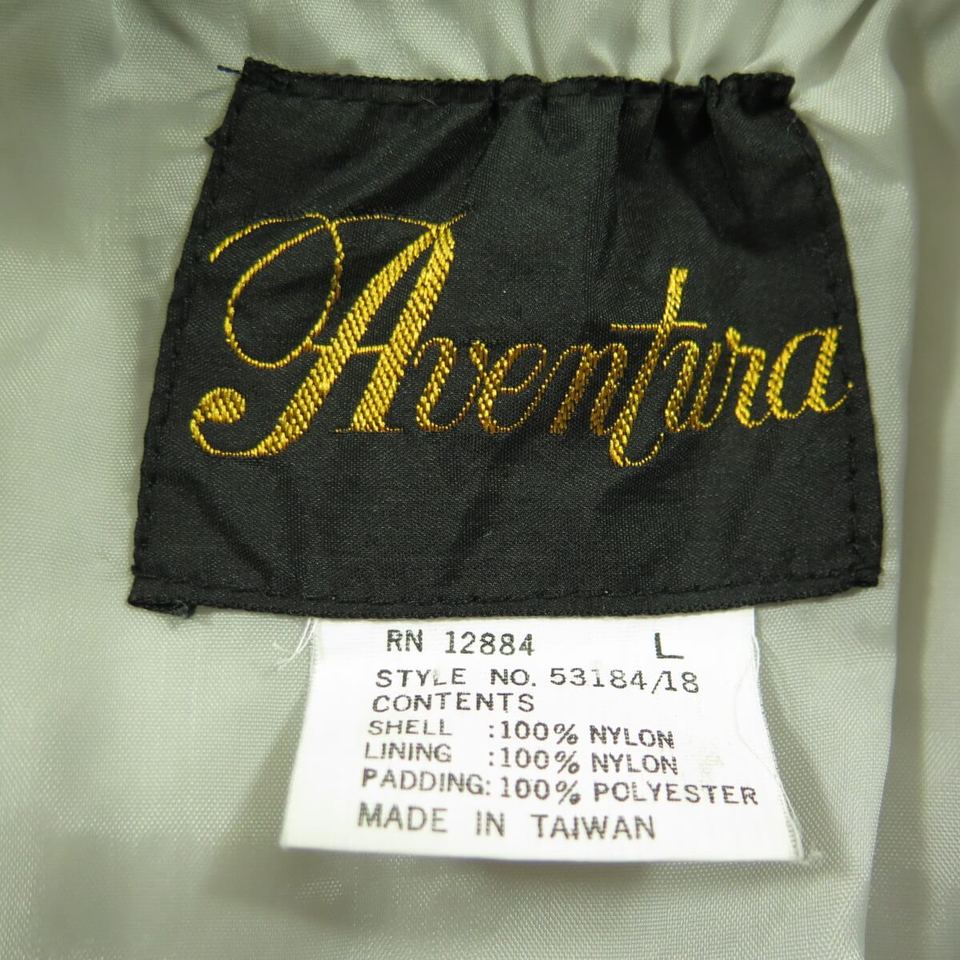 Aventura
RN 12884 L
STYLE NO. 53184/18
CONTENTS
SHELL :100% NYLON
LINING :100% NYLON
PADDING: 100% POLYESTER
MADE IN TAIWAN